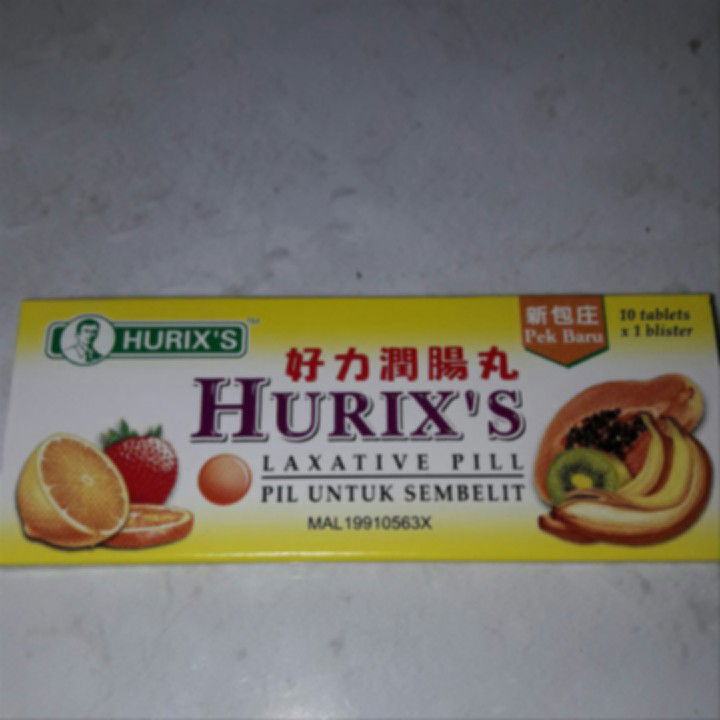 HURIX'S™
新包庄
Pek Baru
10 tablets
x 1 blister
好力潤腸丸
HURIX'S
LAXATIVE PILL
PIL UNTUK SEMBELIT
MAL19910563X